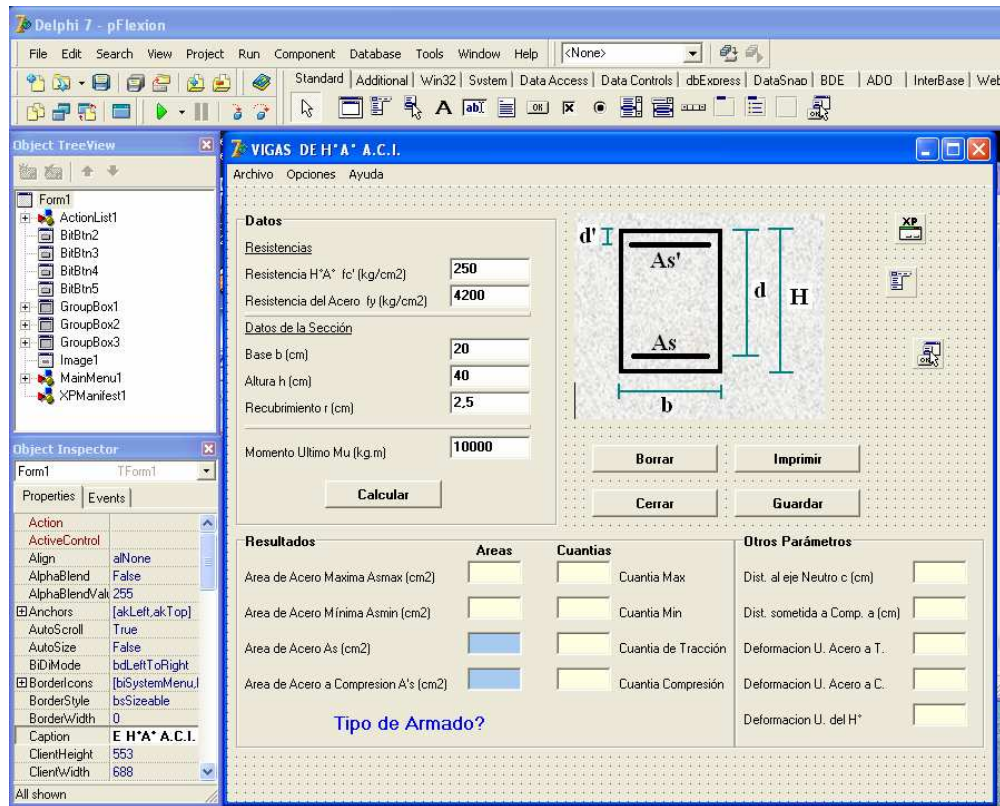 Delphi 7 - pFlexion
File Edit Search View Project Run Component Database Tools Window Help <None>
Standard Additional Win32 System Data Access Data Controls dbExpress DataSnap BDE ADO InterBase Web
Object TreeView
Form1
ActionList1
BitBtn2
BitBtn3
BitBtn4
BitBtn5
GroupBox1
GroupBox2
GroupBox3
Image1
MainMenu1
XPManifest1
Object Inspector
Form1 TForm1
Properties Events
Action
ActiveControl
Align alNone
AlphaBlend False
AlphaBlendVal 255
Anchors [akLeft,akTop]
AutoScroll True
AutoSize False
BiDiMode bdLeftToRight
BorderIcons [biSystemMenu,
BorderStyle bsSizeable
BorderWidth 0
Caption E H*A* A.C.I.
ClientHeight 553
ClientWidth 688
All shown
VIGAS DE H*A* A.C.I.
Archivo Opciones Ayuda
Datos
Resistencias
Resistencia H*A* fc' (kg/cm2) 250
Resistencia del Acero fy (kg/cm2) 4200
Datos de la Sección
Base b (cm) 20
Altura h (cm) 40
Recubrimiento r (cm) 2,5
Momento Ultimo Mu (kg.m) 10000
Calcular
d'
As'
d
H
As
b
XP
OK
Borrar Imprimir
Cerrar Guardar
Resultados
Areas Cuantias
Area de Acero Maxima Asmax (cm2) Cuantia Max
Area de Acero Mínima Asmin (cm2) Cuantia Min
Area de Acero As (cm2) Cuantia de Tracción
Area de Acero a Compresion A's (cm2) Cuantia Compresión
Tipo de Armado?
Otros Parámetros
Dist. al eje Neutro c (cm)
Dist. sometida a Comp. a (cm)
Deformacion U. Acero a T.
Deformacion U. Acero a C.
Deformacion U. del H*